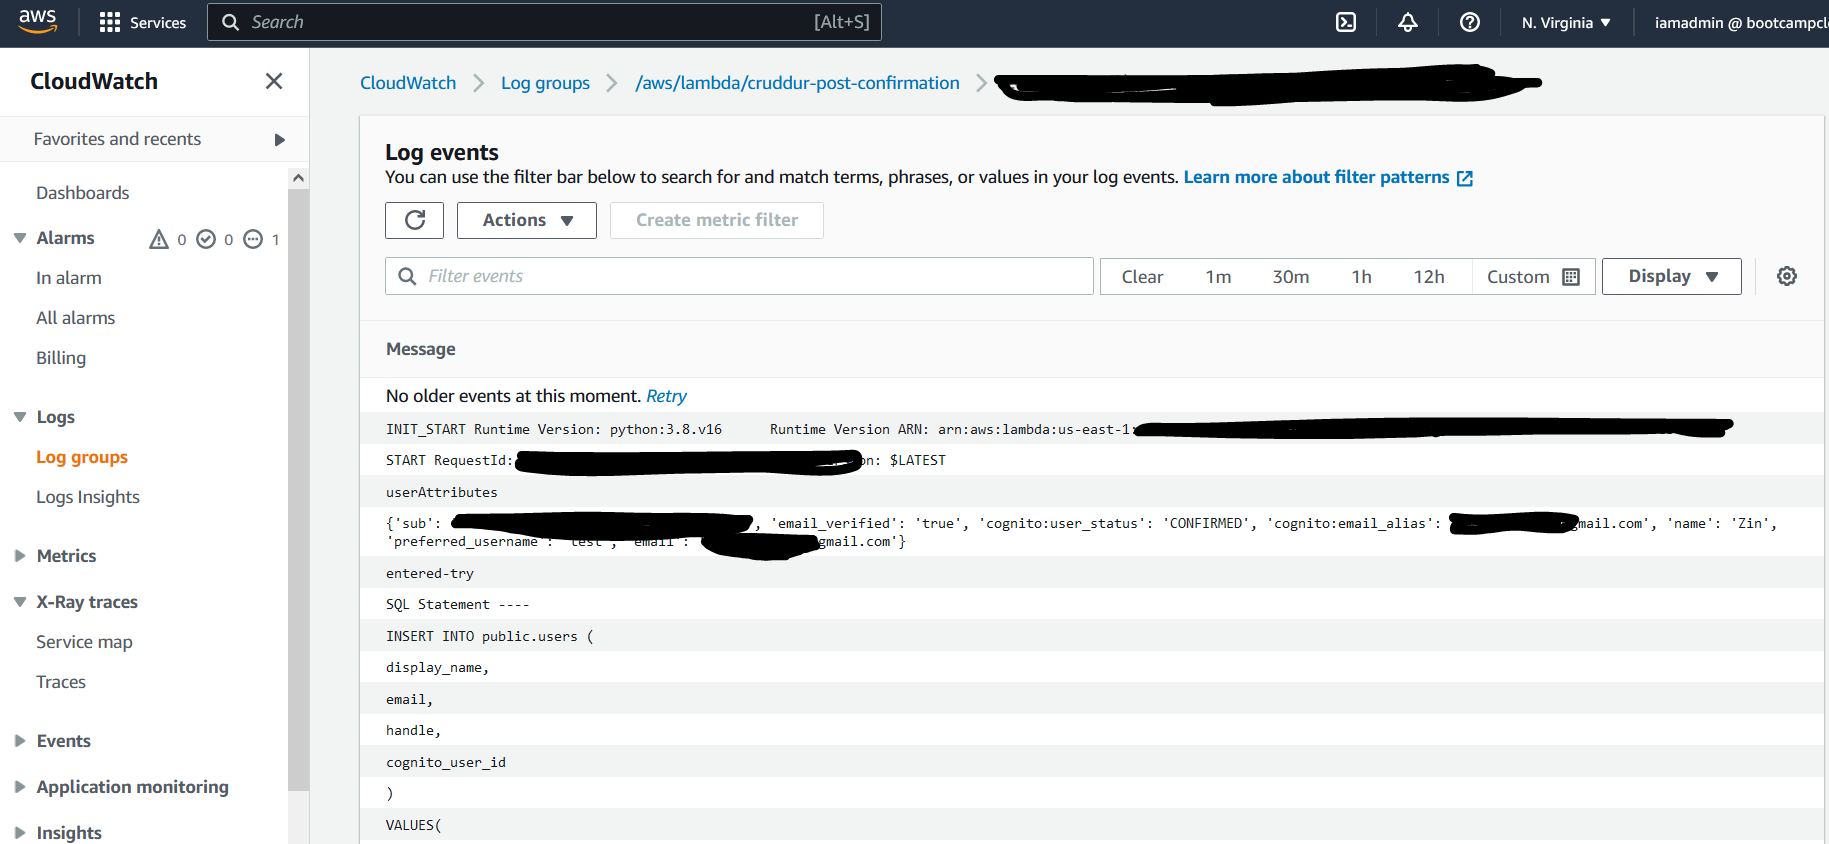 aws Services Search [Alt+S] N. Virginia iamadmin @ bootcampcl
CloudWatch
Favorites and recents
Dashboards
Alarms 0 0 1
In alarm
All alarms
Billing
Logs
Log groups
Logs Insights
Metrics
X-Ray traces
Service map
Traces
Events
Application monitoring
Insights
CloudWatch Log groups /aws/lambda/cruddur-post-confirmation
Log events
You can use the filter bar below to search for and match terms, phrases, or values in your log events. Learn more about filter patterns
Actions Create metric filter
Filter events Clear 1m 30m 1h 12h Custom Display
Message
No older events at this moment. Retry
INIT_START Runtime Version: python:3.8.v16 Runtime Version ARN: arn:aws:lambda:us-east-1:
START RequestId: on: $LATEST
userAttributes
{'sub': , 'email_verified': 'true', 'cognito:user_status': 'CONFIRMED', 'cognito:email_alias': gmail.com', 'name': 'Zin',
'preferred_username': 'test', 'email': gmail.com'}
entered-try
SQL Statement ----
INSERT INTO public.users (
display_name,
email,
handle,
cognito_user_id
)
VALUES(